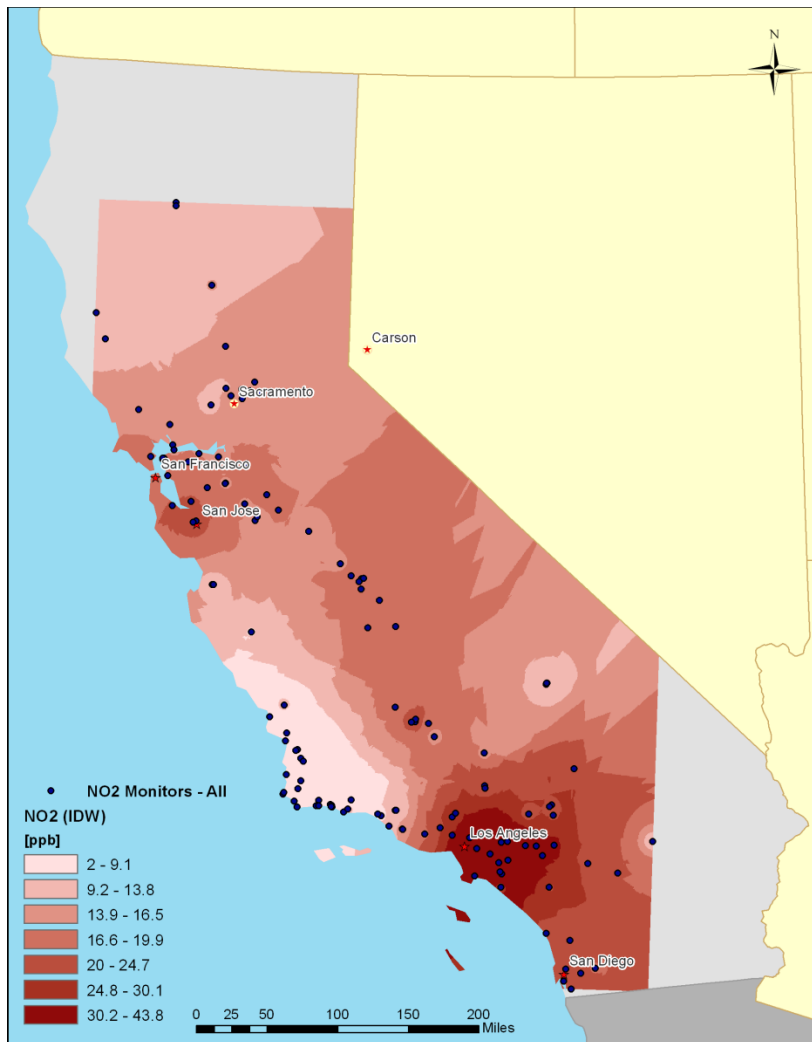 N
Carson
Sacramento
San Francisco
San Jose
NO2 Monitors - All
NO2 (IDW)
[ppb]
2 - 9.1
9.2 - 13.8
13.9 - 16.5
16.6 - 19.9
20 - 24.7
24.8 - 30.1
30.2 - 43.8
Los Angeles
San Diego
0 50 100 150 200
Miles